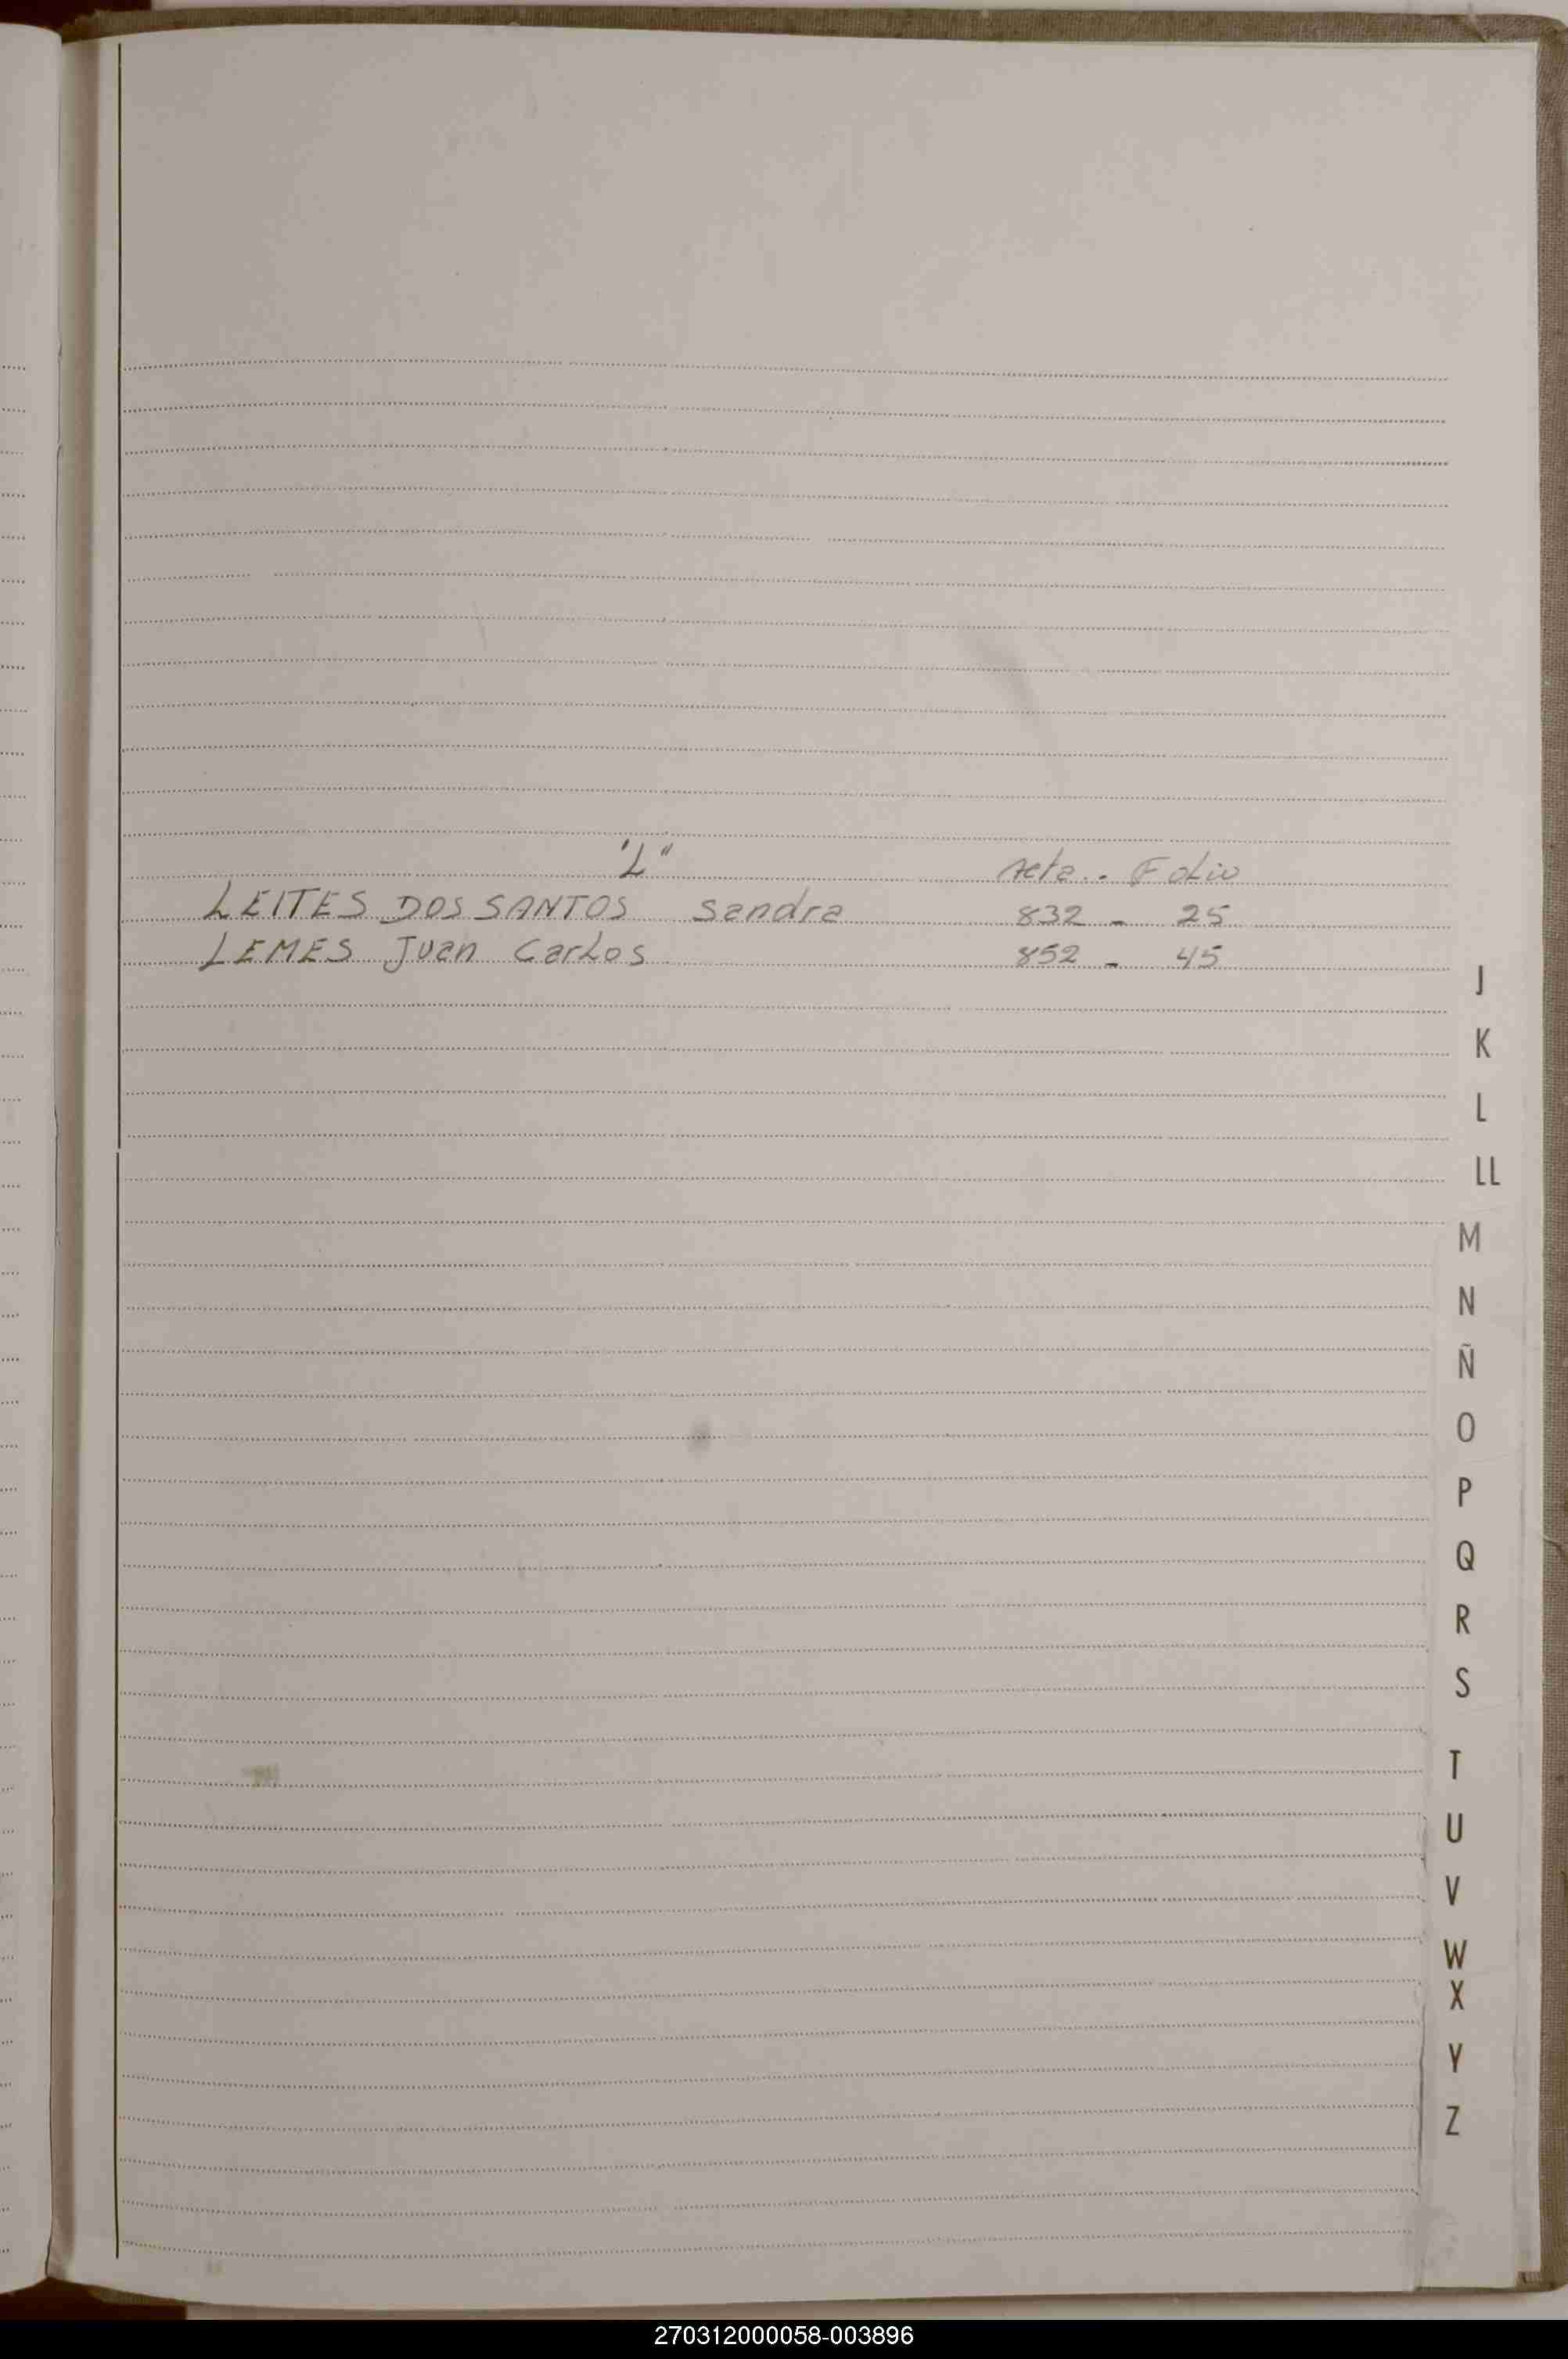 "L" Acta.. Folio
LEITES DOS SANTOS Sandra 832 - 25
LEMES Juan Carlos 852 - 45
J
K
L
LL
M
N
Ñ
O
P
Q
R
S
T
U
V
W
X
Y
Z
270312000058-003896